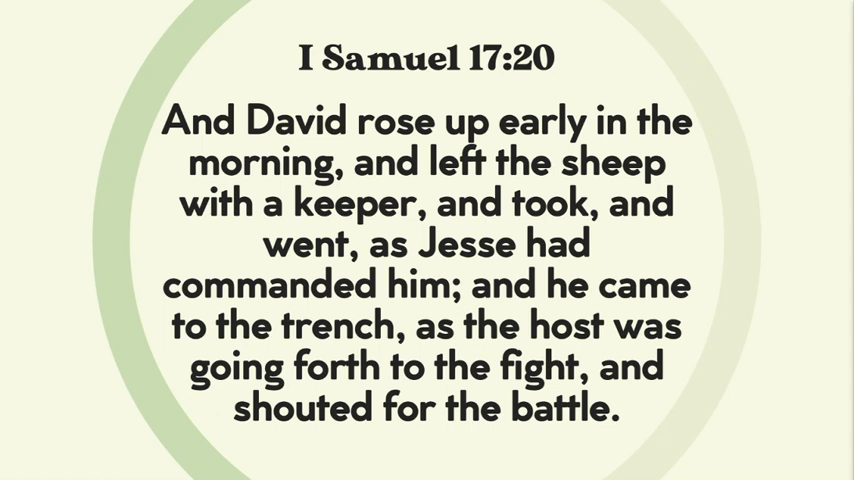 I Samuel 17:20
And David rose up early in the
morning, and left the sheep
with a keeper, and took, and
went, as Jesse had
commanded him; and he came
to the trench, as the host was
going forth to the fight, and
shouted for the battle.